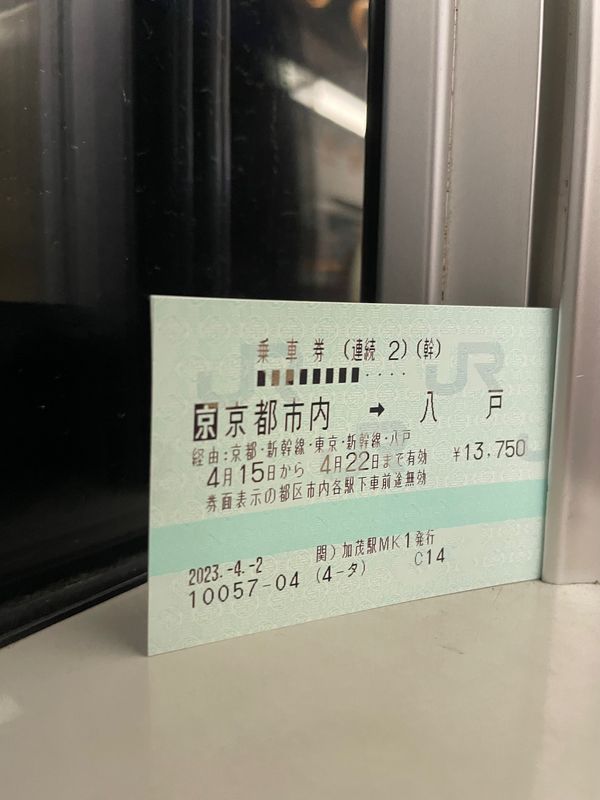 乗車券 (連続 2) (幹)
京 京都市内 → 八戸
経由:京都・新幹線・東京・新幹線・八戸
4月15日から 4月22日まで有効 ¥13,750
券面表示の都区市内各駅下車前途無効
関)加茂駅MK1発行
2023.-4.-2
10057-04 (4-タ) C14
JR